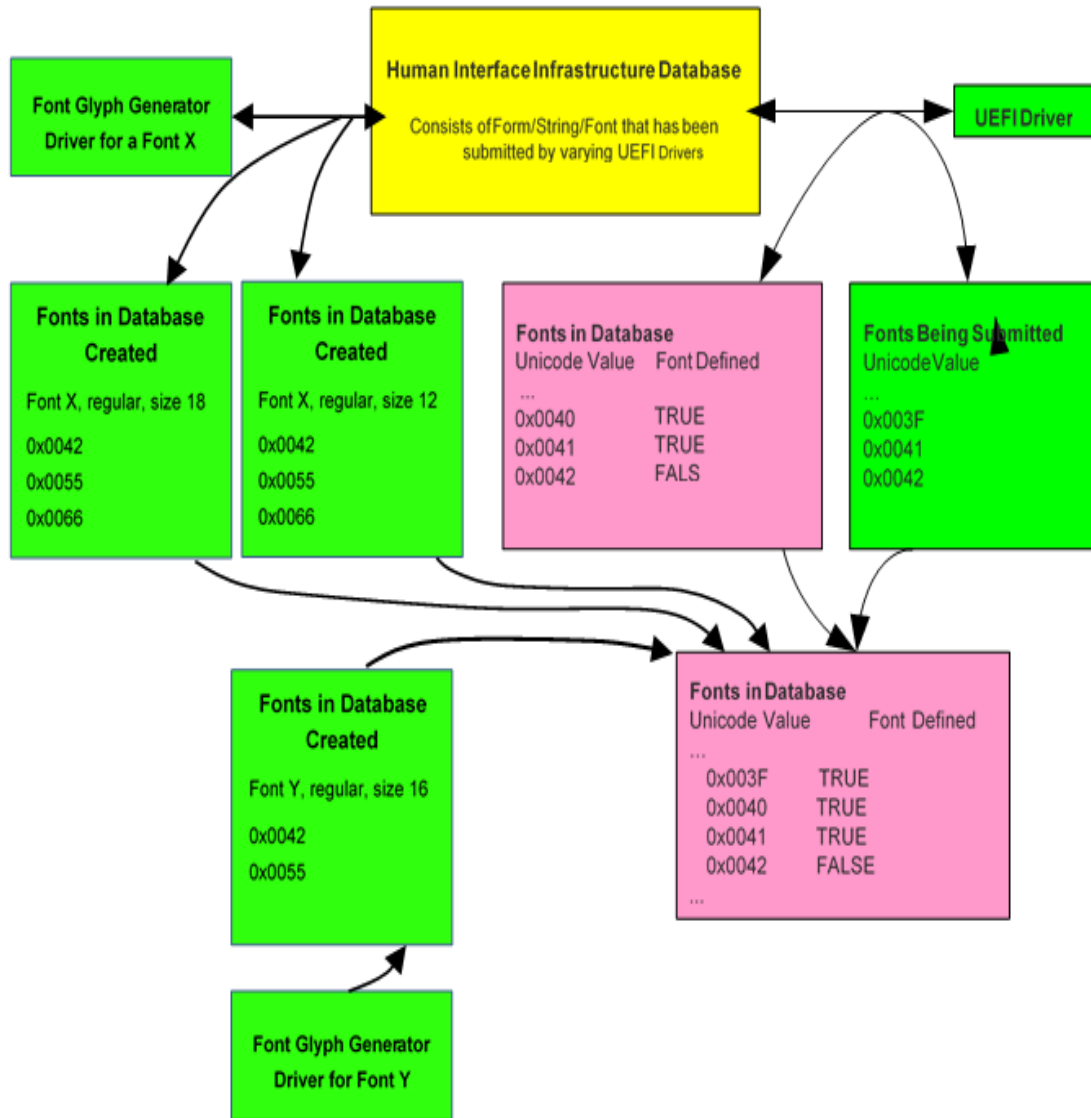 Font Glyph Generator
Driver for a Font X
Human Interface Infrastructure Database
Consists of Form/String/Font that has been
submitted by varying UEFI Drivers
UEFI Driver
Fonts in Database
Created
Font X, regular, size 18
0x0042
0x0055
0x0066
Fonts in Database
Created
Font X, regular, size 12
0x0042
0x0055
0x0066
Fonts in Database
Unicode Value Font Defined
...
0x0040 TRUE
0x0041 TRUE
0x0042 FALS
Fonts Being Submitted
Unicode Value
...
0x003F
0x0041
0x0042
Fonts in Database
Created
Font Y, regular, size 16
0x0042
0x0055
Fonts in Database
Unicode Value Font Defined
...
0x003F TRUE
0x0040 TRUE
0x0041 TRUE
0x0042 FALSE
...
Font Glyph Generator
Driver for Font Y